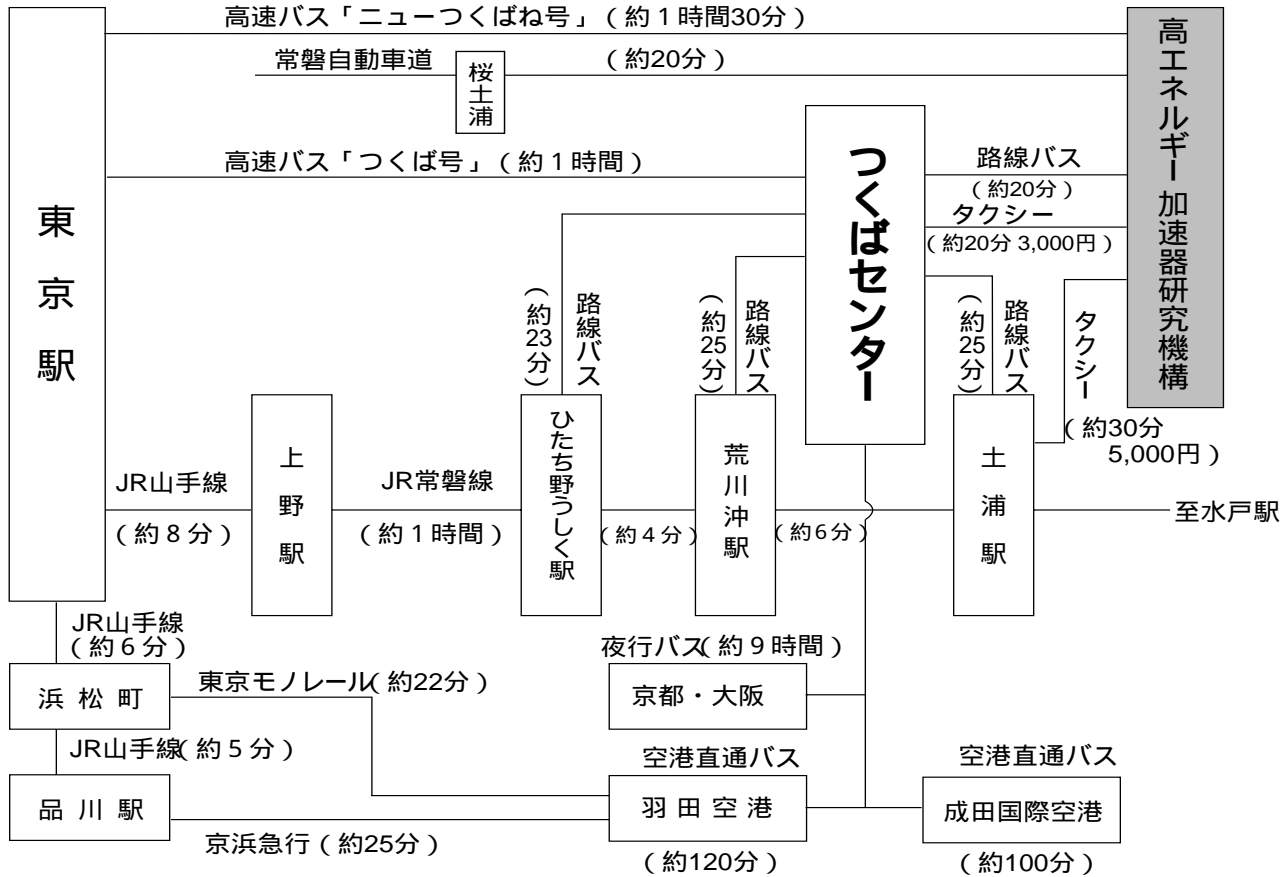 高速バス「ニューつくばね号」(約1時間30分)
常磐自動車道
(約20分)
桜土浦
高エネルギー加速器研究機構
高速バス「つくば号」(約1時間)
つくばセンター
路線バス
(約20分)
タクシー
(約20分 3,000円)
東京駅
(約23分)
路線バス
(約25分)
路線バス
(約25分)
路線バス
タクシー
(約30分
5,000円)
JR山手線
(約8分)
上野駅
JR常磐線
(約1時間)
ひたち野うしく駅
(約4分)
荒川沖駅
(約6分)
土浦駅
至水戸駅
JR山手線
(約6分)
浜松町
東京モノレール(約22分)
夜行バス(約9時間)
京都・大阪
JR山手線(約5分)
品川駅
京浜急行(約25分)
空港直通バス
羽田空港
(約120分)
空港直通バス
成田国際空港
(約100分)